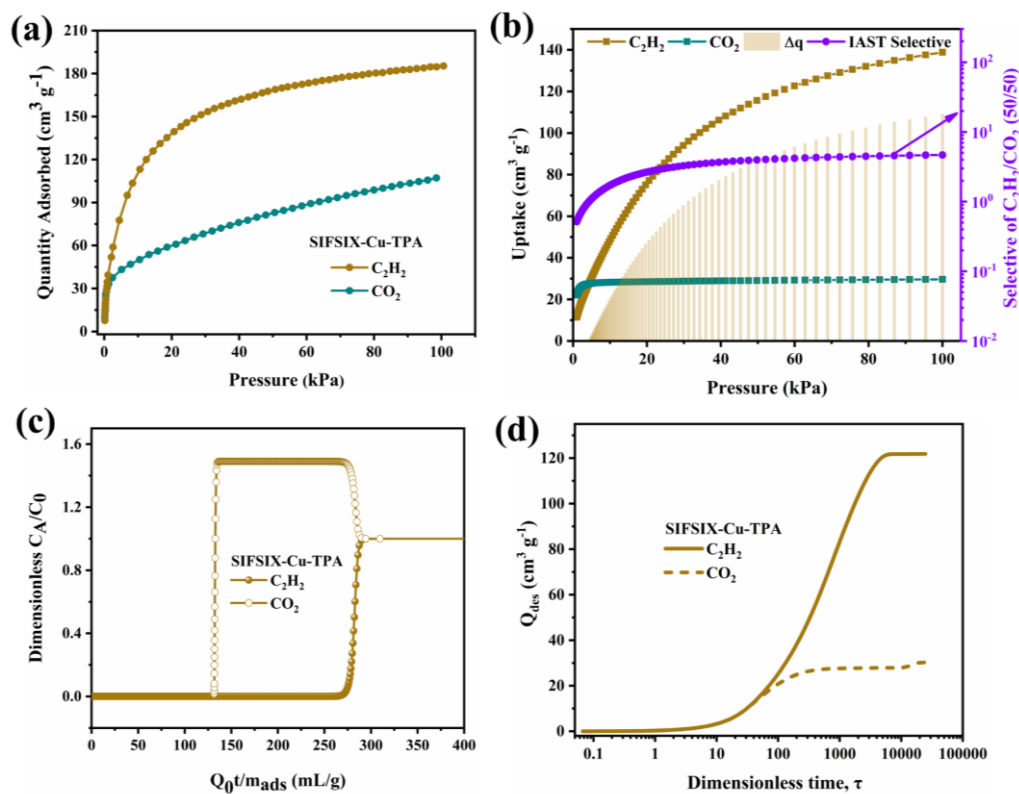 (a)
210
180
150
120
90
60
30
0
Quantity Adsorbed (cm³ g-¹)
SIFSIX-Cu-TPA
C₂H₂
CO₂
0 20 40 60 80 100
Pressure (kPa)
(b)
C₂H₂ CO₂ Δq IAST Selective
140
120
100
80
60
40
20
0
Uptake (cm³ g-¹)
10²
10¹
10⁰
10⁻¹
10⁻²
Selective of C₂H₂/CO₂ (50/50)
0 20 40 60 80 100
Pressure (kPa)
(c)
1.6
1.2
0.8
0.4
0.0
Dimensionless C_A/C₀
SIFSIX-Cu-TPA
C₂H₂
CO₂
0 50 100 150 200 250 300 350 400
Q₀t/m_ads (mL/g)
(d)
120
100
80
60
40
20
0
Q_des (cm³ g-¹)
SIFSIX-Cu-TPA
C₂H₂
CO₂
0.1 1 10 100 1000 10000 100000
Dimensionless time, τ